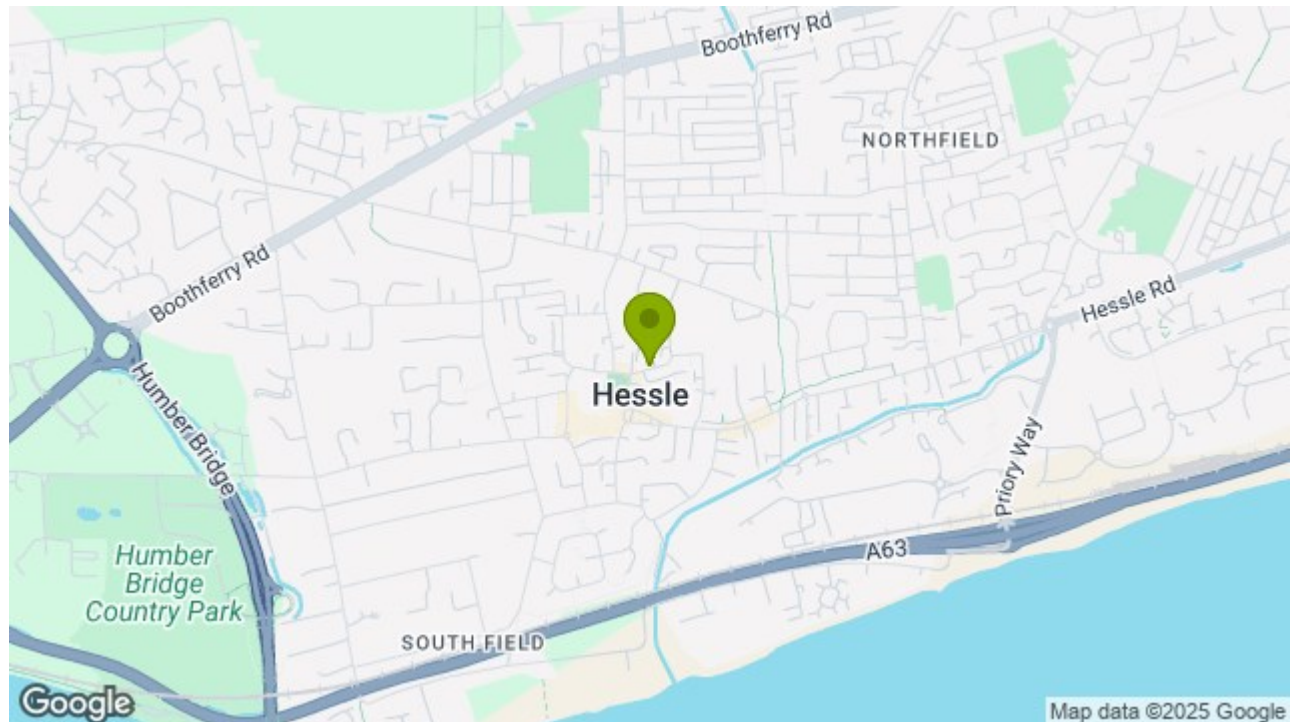 Boothferry Rd
NORTHFIELD
Boothferry Rd
Hessle Rd
Humber Bridge
Hessle
Priory Way
A63
Humber
Bridge
Country Park
SOUTH FIELD
Google
Map data ©2025 Google